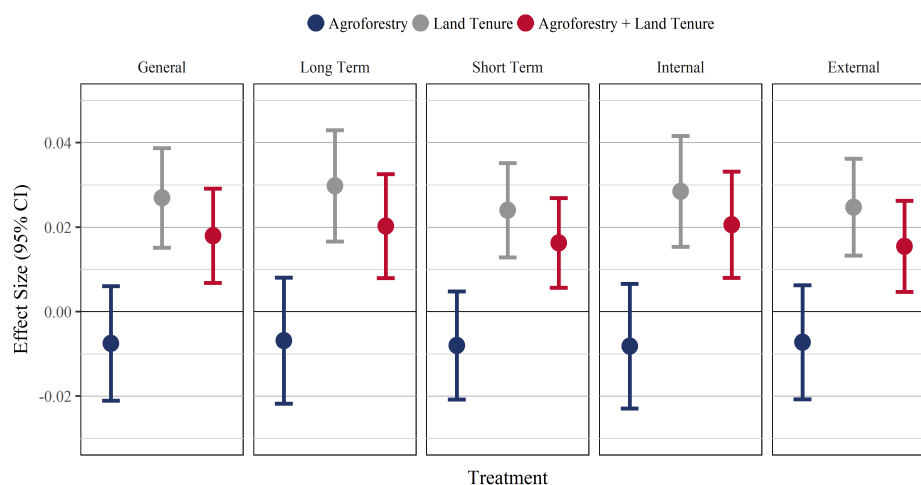 Agroforestry Land Tenure Agroforestry + Land Tenure
General Long Term Short Term Internal External
Effect Size (95% CI)
0.04
0.02
0.00
-0.02
Treatment